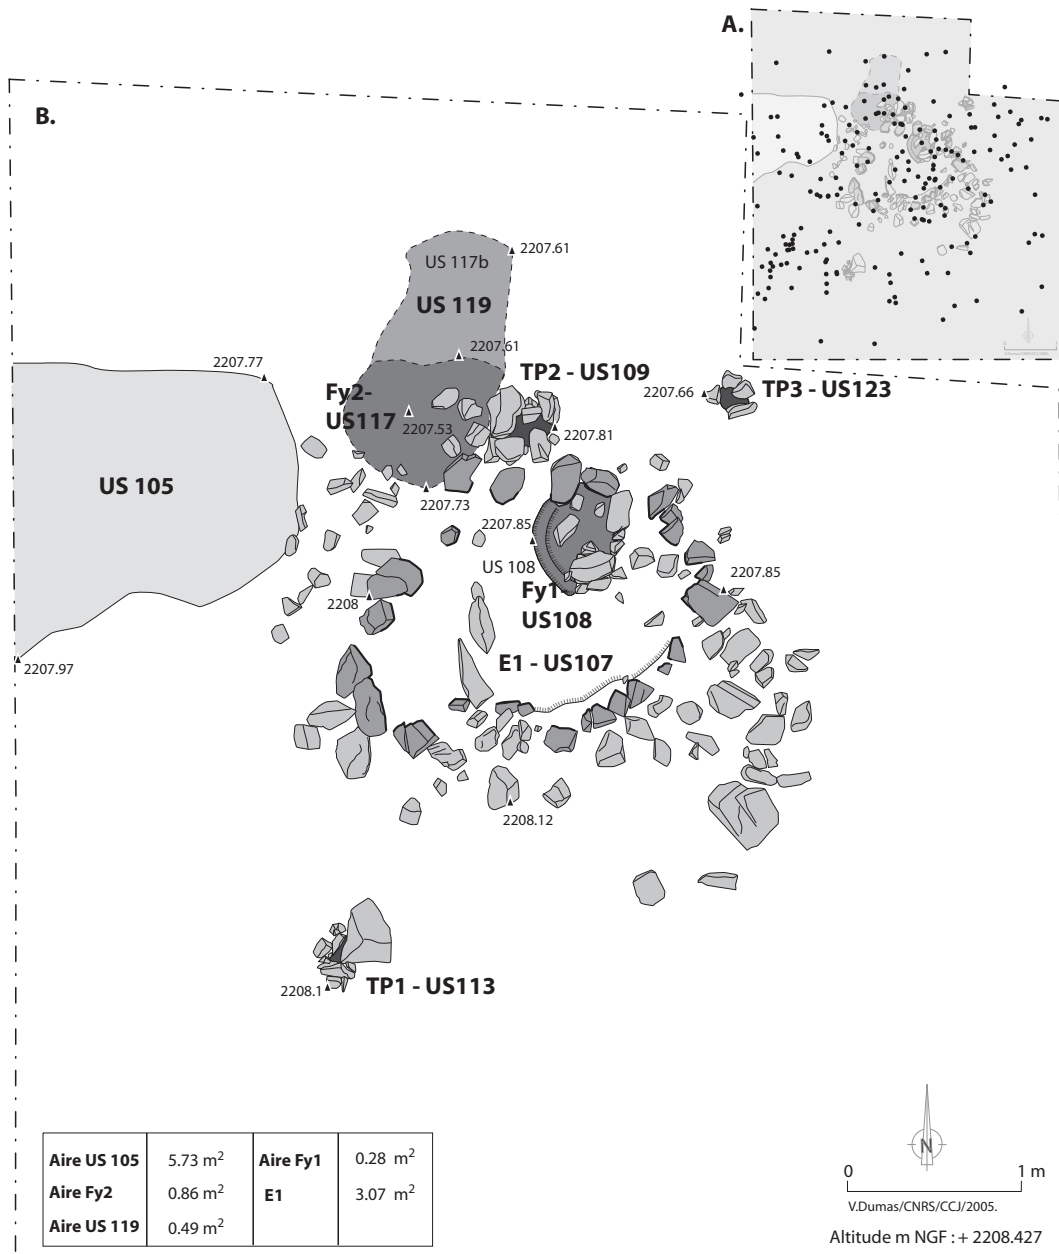 A.
B.
2207.61
US 117b
US 119
2207.61
2207.77
TP2 - US109
2207.66
TP3 - US123
Fy2-
US117
2207.53
2207.81
US 105
2207.73
2207.85
US 108
2207.85
Fy1-
US108
2208
E1 - US107
2207.97
2208.12
TP1 - US113
2208.1
Aire US 105 5.73 m² Aire Fy1 0.28 m²
Aire Fy2 0.86 m² E1 3.07 m²
Aire US 119 0.49 m²
N
0 1 m
V.Dumas/CNRS/CCJ/2005.
Altitude m NGF : + 2208.427